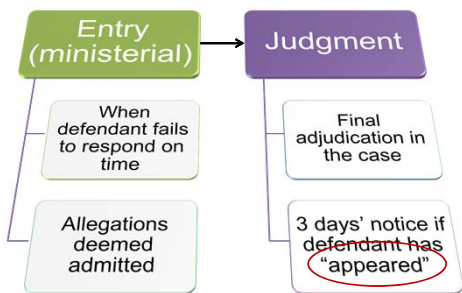 Entry
(ministerial)
When
defendant fails
to respond on
time
Allegations
deemed
admitted
Judgment
Final
adjudication in
the case
3 days' notice if
defendant has
“appeared”